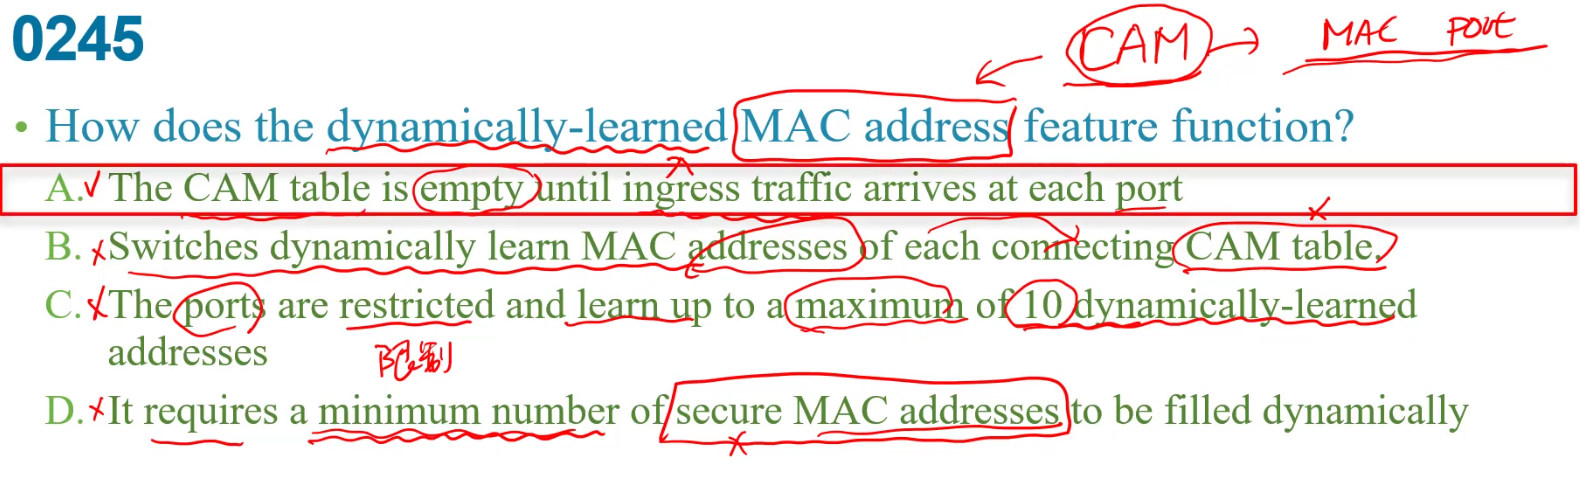 0245
CAM MAC port
• How does the dynamically-learned MAC address feature function?
A. The CAM table is empty until ingress traffic arrives at each port
B. Switches dynamically learn MAC addresses of each connecting CAM table.
C. The ports are restricted and learn up to a maximum of 10 dynamically-learned
addresses
限制
D. It requires a minimum number of secure MAC addresses to be filled dynamically